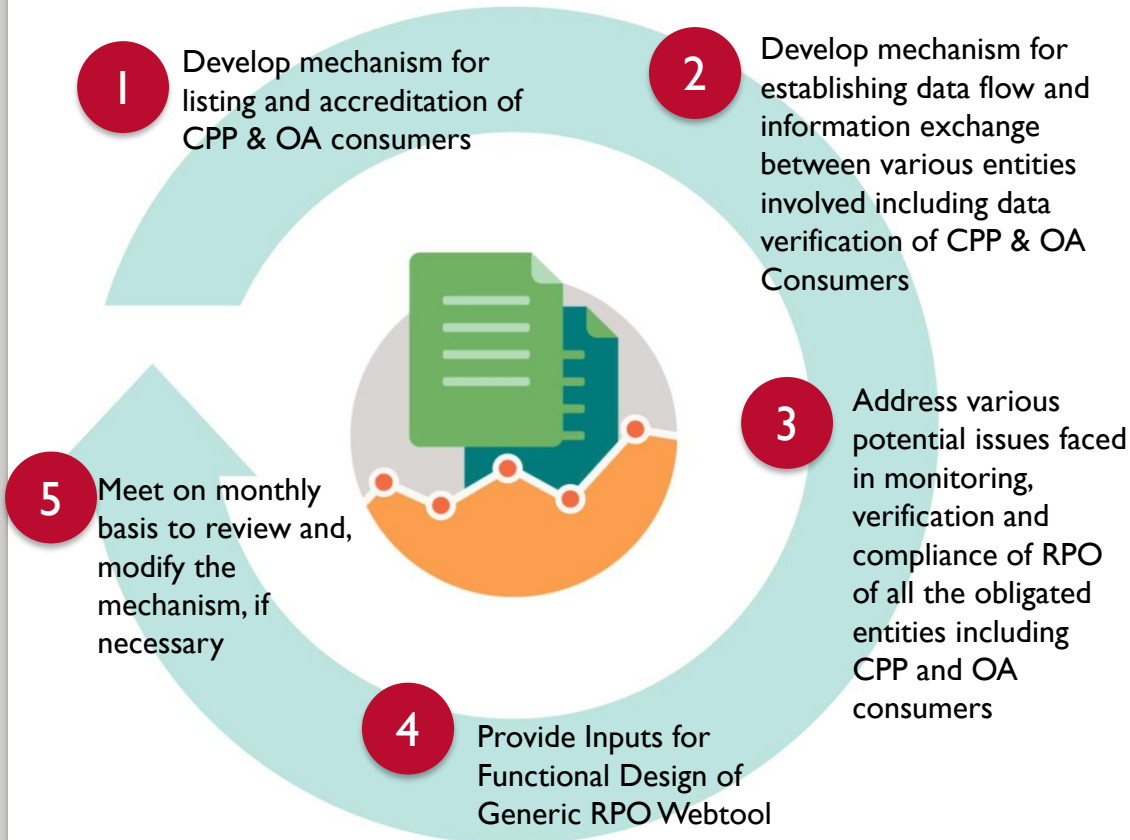 1
Develop mechanism for
listing and accreditation of
CPP & OA consumers
2
Develop mechanism for
establishing data flow and
information exchange
between various entities
involved including data
verification of CPP & OA
Consumers
3
Address various
potential issues faced
in monitoring,
verification and
compliance of RPO
of all the obligated
entities including
CPP and OA
consumers
4
Provide Inputs for
Functional Design of
Generic RPO Webtool
5
Meet on monthly
basis to review and,
modify the
mechanism, if
necessary